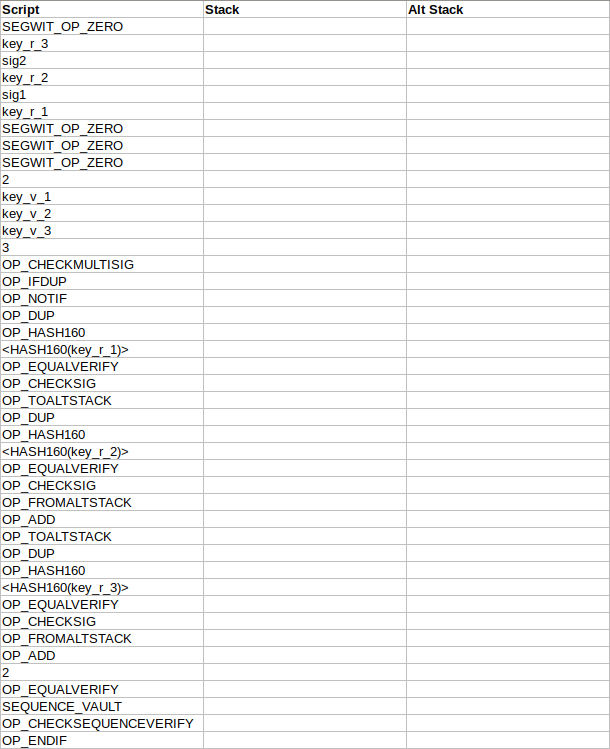 Script Stack Alt Stack
SEGWIT_OP_ZERO
key_r_3
sig2
key_r_2
sig1
key_r_1
SEGWIT_OP_ZERO
SEGWIT_OP_ZERO
SEGWIT_OP_ZERO
2
key_v_1
key_v_2
key_v_3
3
OP_CHECKMULTISIG
OP_IFDUP
OP_NOTIF
OP_DUP
OP_HASH160
<HASH160(key_r_1)>
OP_EQUALVERIFY
OP_CHECKSIG
OP_TOALTSTACK
OP_DUP
OP_HASH160
<HASH160(key_r_2)>
OP_EQUALVERIFY
OP_CHECKSIG
OP_FROMALTSTACK
OP_ADD
OP_TOALTSTACK
OP_DUP
OP_HASH160
<HASH160(key_r_3)>
OP_EQUALVERIFY
OP_CHECKSIG
OP_FROMALTSTACK
OP_ADD
2
OP_EQUALVERIFY
SEQUENCE_VAULT
OP_CHECKSEQUENCEVERIFY
OP_ENDIF